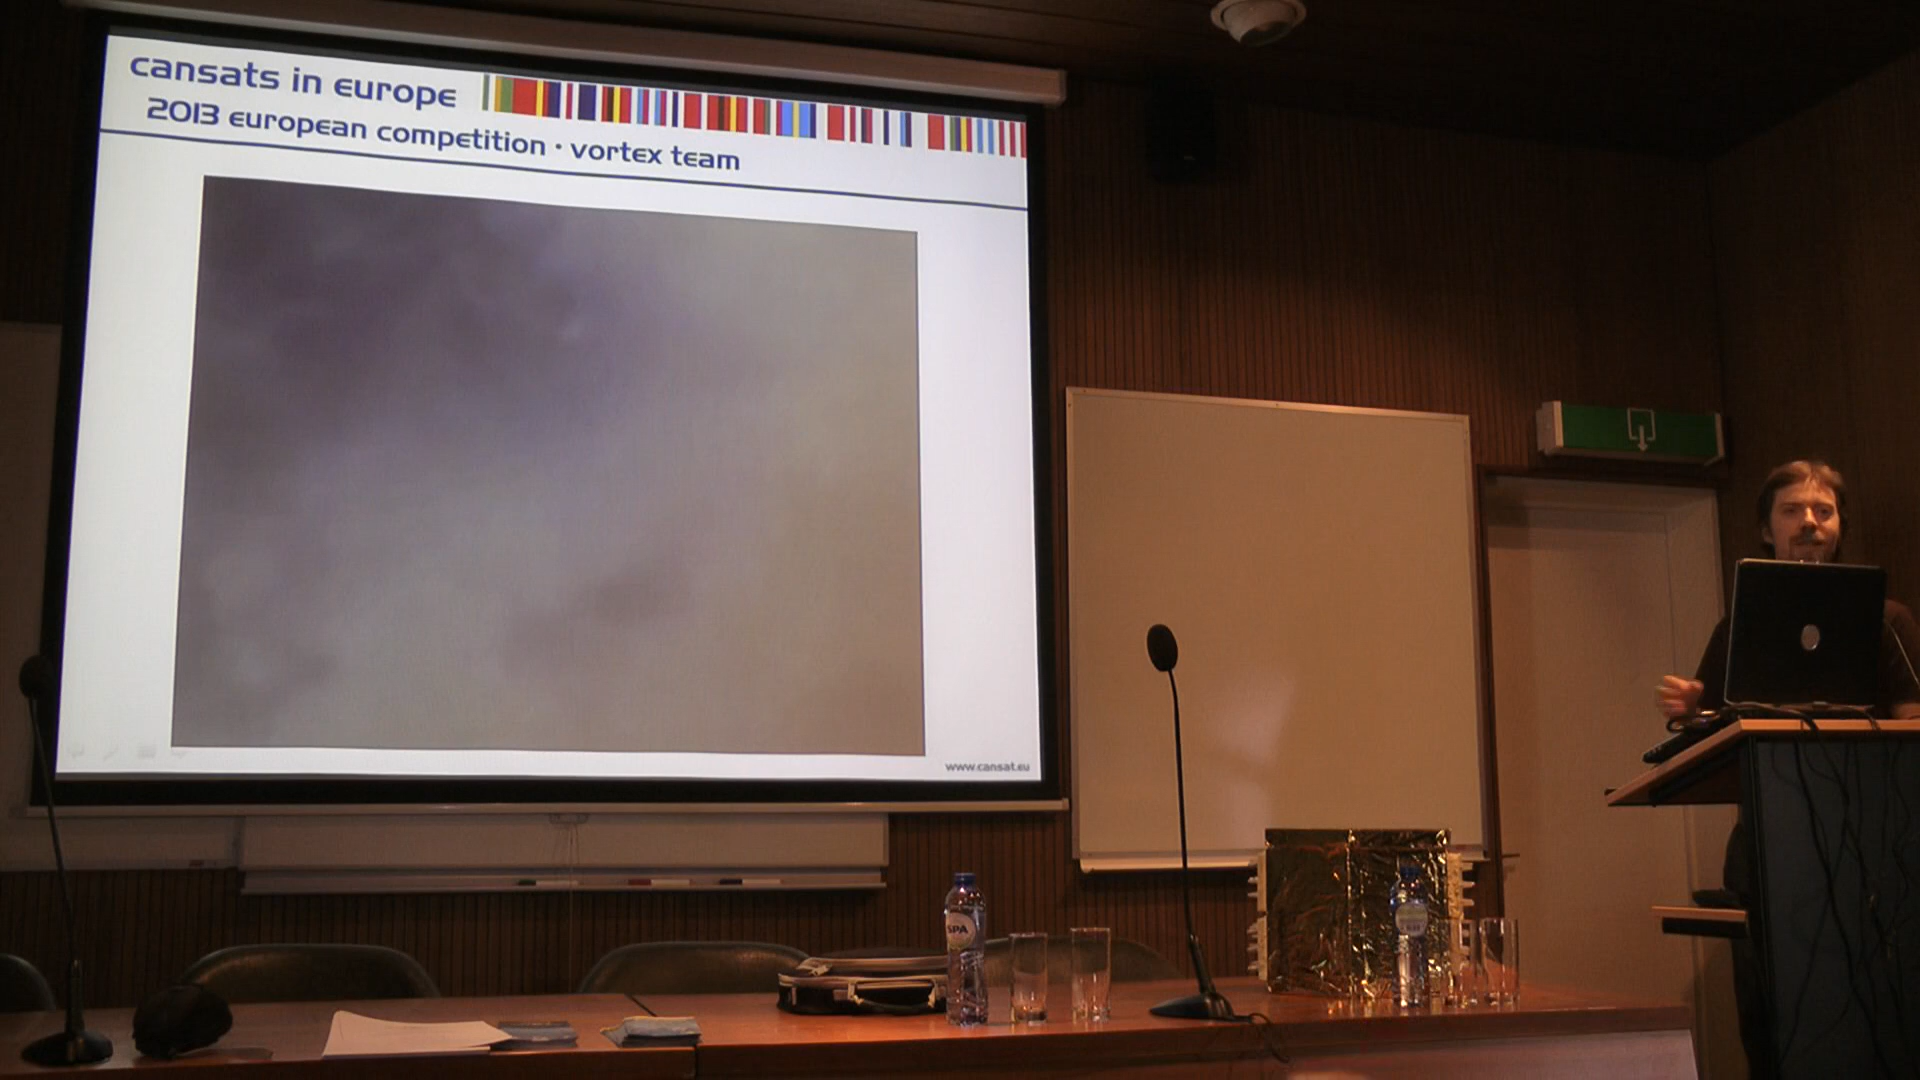 cansats in europe
2013 european competition • vortex team
www.cansat.eu
SPA